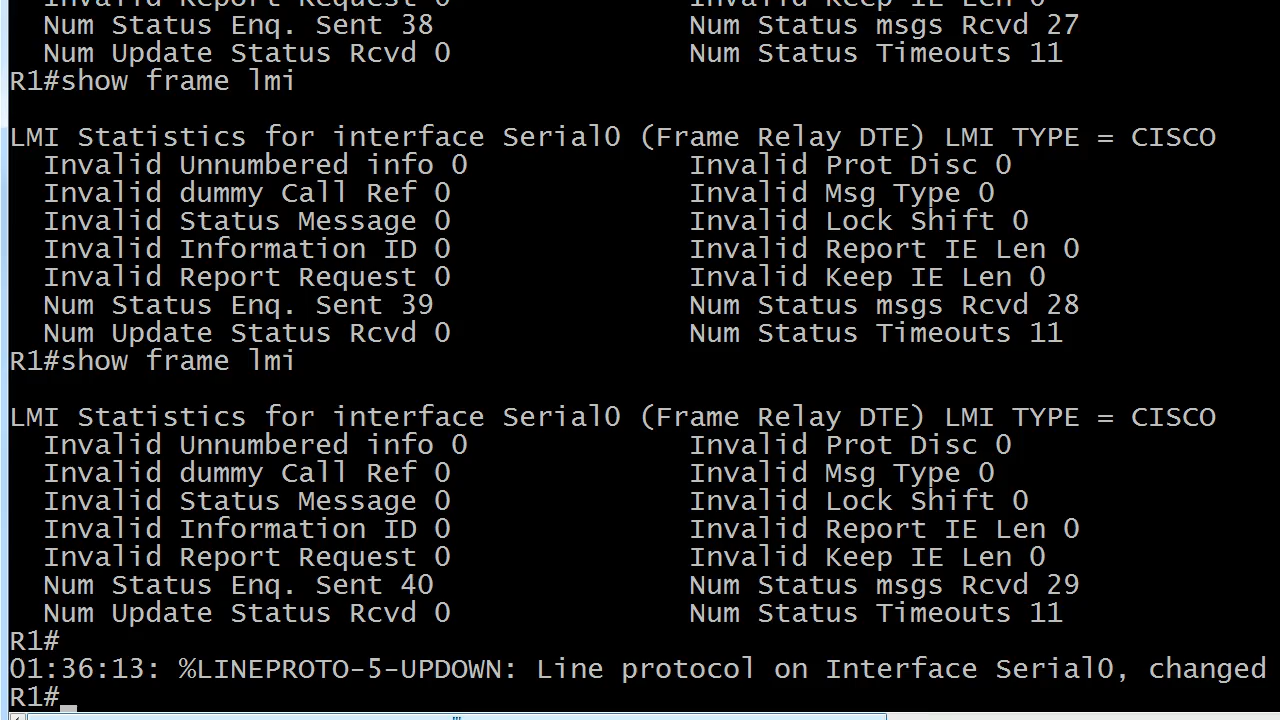 Invalid Report Request 0                Invalid Keep IE Len 0
Num Status Enq. Sent 38                 Num Status msgs Rcvd 27
Num Update Status Rcvd 0                Num Status Timeouts 11
R1#show frame lmi
LMI Statistics for interface Serial0 (Frame Relay DTE) LMI TYPE = CISCO
Invalid Unnumbered info 0               Invalid Prot Disc 0
Invalid dummy Call Ref 0                Invalid Msg Type 0
Invalid Status Message 0                Invalid Lock Shift 0
Invalid Information ID 0                Invalid Report IE Len 0
Invalid Report Request 0                Invalid Keep IE Len 0
Num Status Enq. Sent 39                 Num Status msgs Rcvd 28
Num Update Status Rcvd 0                Num Status Timeouts 11
R1#show frame lmi
LMI Statistics for interface Serial0 (Frame Relay DTE) LMI TYPE = CISCO
Invalid Unnumbered info 0               Invalid Prot Disc 0
Invalid dummy Call Ref 0                Invalid Msg Type 0
Invalid Status Message 0                Invalid Lock Shift 0
Invalid Information ID 0                Invalid Report IE Len 0
Invalid Report Request 0                Invalid Keep IE Len 0
Num Status Enq. Sent 40                 Num Status msgs Rcvd 29
Num Update Status Rcvd 0                Num Status Timeouts 11
R1#
01:36:13: %LINEPROTO-5-UPDOWN: Line protocol on Interface Serial0, changed
R1#